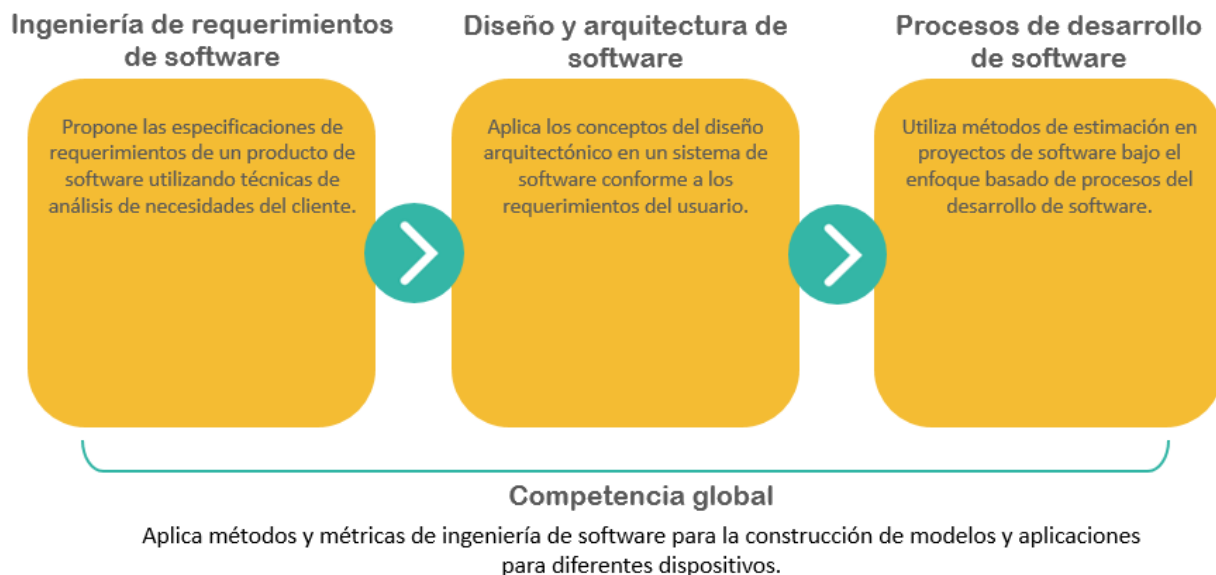 Ingeniería de requerimientos
de software
Propone las especificaciones de
requerimientos de un producto de
software utilizando técnicas de
análisis de necesidades del cliente.
Diseño y arquitectura de
software
Aplica los conceptos del diseño
arquitectónico en un sistema de
software conforme a los
requerimientos del usuario.
Procesos de desarrollo
de software
Utiliza métodos de estimación en
proyectos de software bajo el
enfoque basado de procesos del
desarrollo de software.
Competencia global
Aplica métodos y métricas de ingeniería de software para la construcción de modelos y aplicaciones
para diferentes dispositivos.